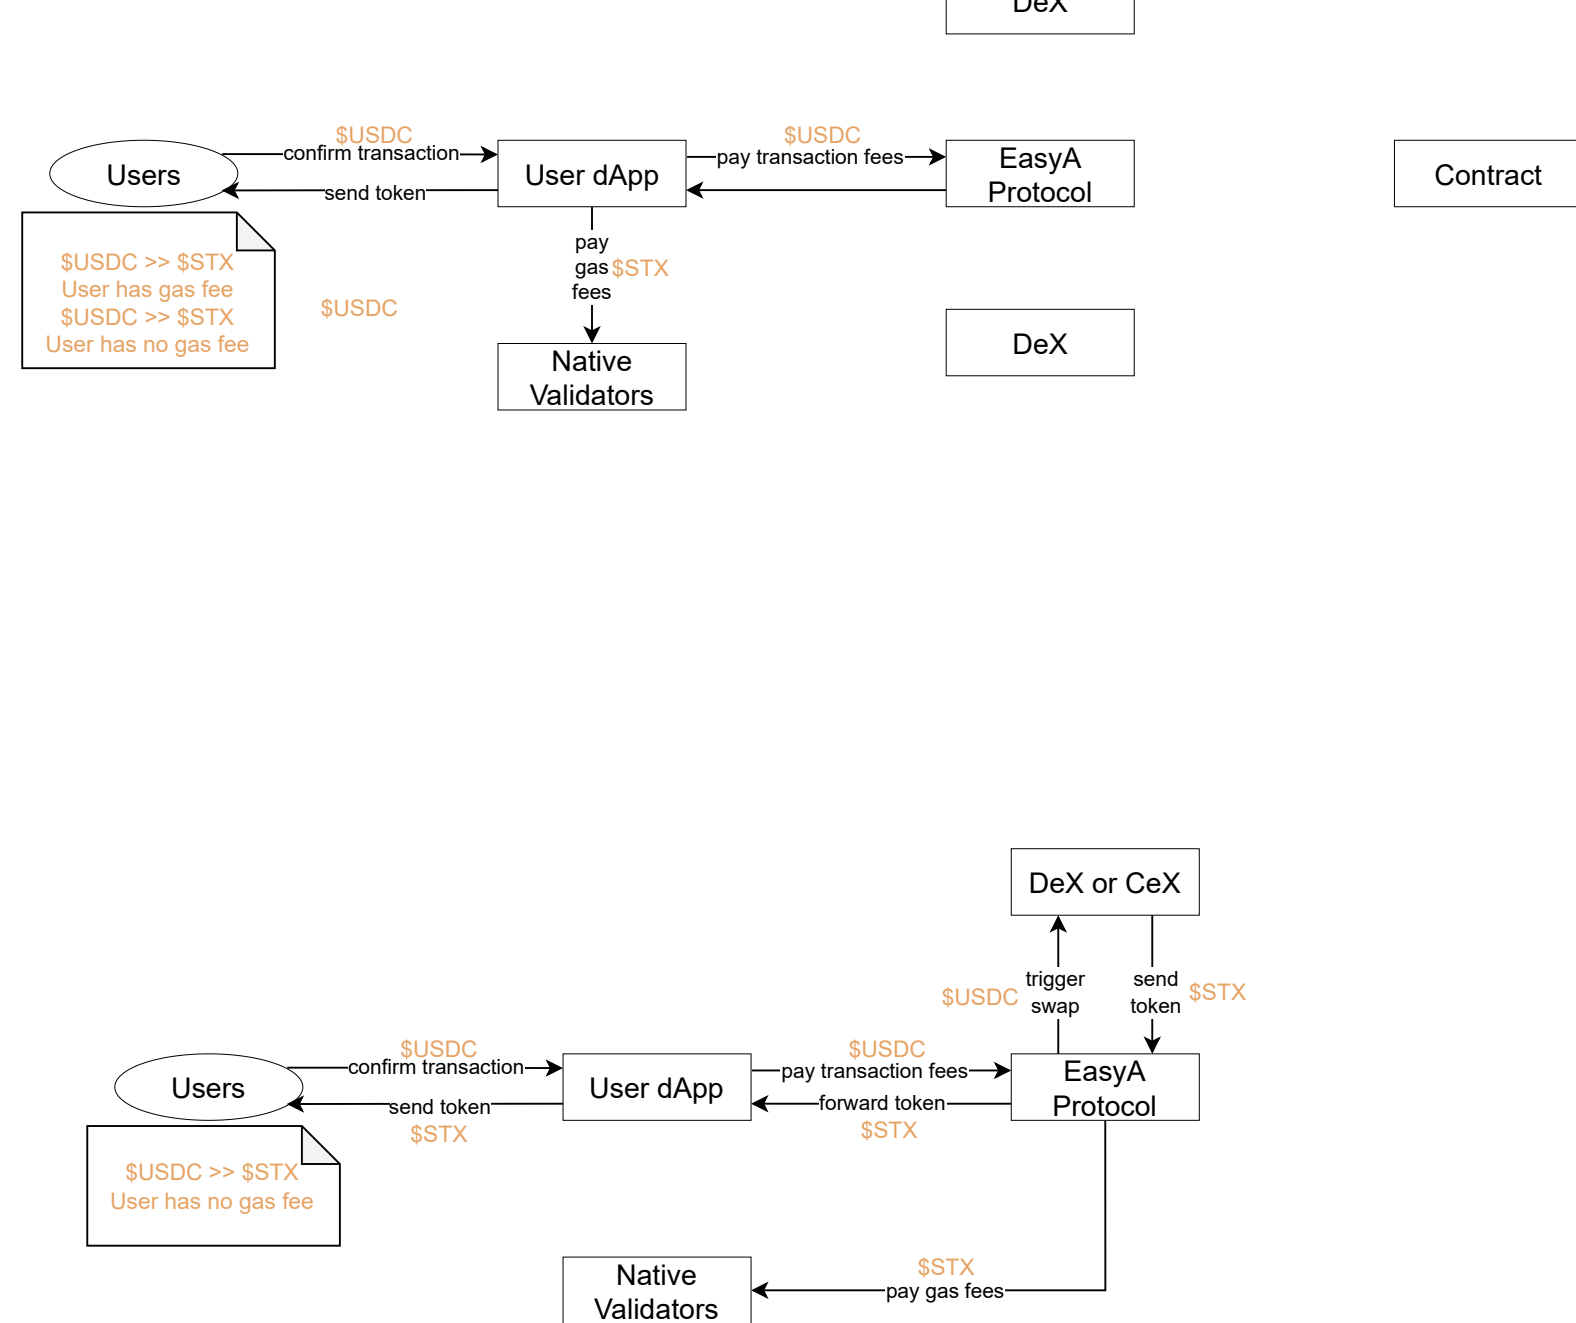 DeX
$USDC
confirm transaction
send token
Users
User dApp
$USDC
pay transaction fees
EasyA
Protocol
Contract
$USDC >> $STX
User has gas fee
$USDC >> $STX
User has no gas fee
$USDC
pay
gas
fees
$STX
Native
Validators
DeX
DeX or CeX
$USDC
trigger
swap
send
token
$STX
Users
$USDC
confirm transaction
send token
$STX
User dApp
$USDC
pay transaction fees
forward token
$STX
EasyA
Protocol
$USDC >> $STX
User has no gas fee
$STX
pay gas fees
Native
Validators